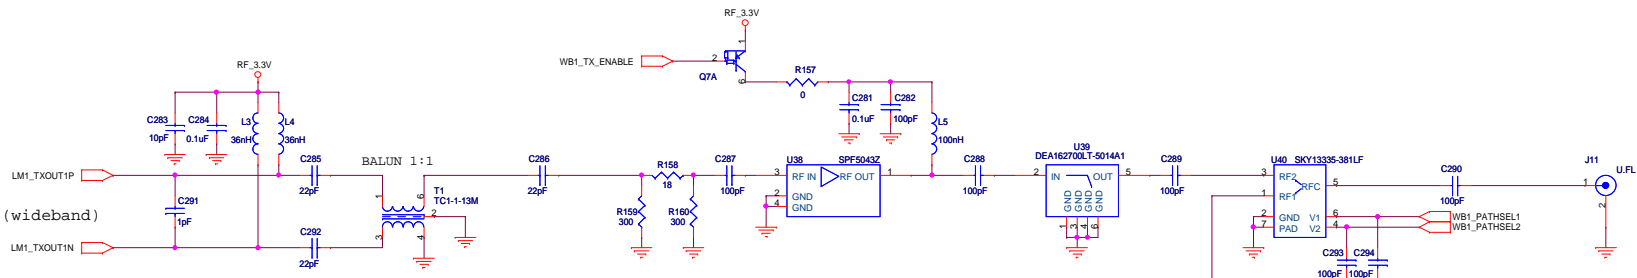 RF_3.3V
WB1_TX_ENABLE
2
1
6
Q7A
R157
0
C281
0.1uF
C282
100pF
L5
100nH
RF_3.3V
C283
10pF
C284
0.1uF
L3
36nH
L4
36nH
LM1_TXOUT1P
C285
22pF
BALUN 1:1
C291
1pF
(wideband)
LM1_TXOUT1N
C292
22pF
1
6
2
3
4
T1
TC1-1-13M
C286
22pF
R158
18
R159
300
R160
300
C287
100pF
U38
SPF5043Z
3
RF IN
RF OUT
1
2
GND
4
GND
C288
100pF
U39
DEA162700LT-5014A1
2
IN
OUT
5
GND
GND
GND
GND
1
3
4
6
C289
100pF
U40
SKY13335-381LF
3
RF2
RFC
5
1
RF1
2
GND
V1
6
7
PAD
V2
4
C290
100pF
WB1_PATHSEL1
WB1_PATHSEL2
C293
100pF
C294
100pF
J11
U.FL
1
2